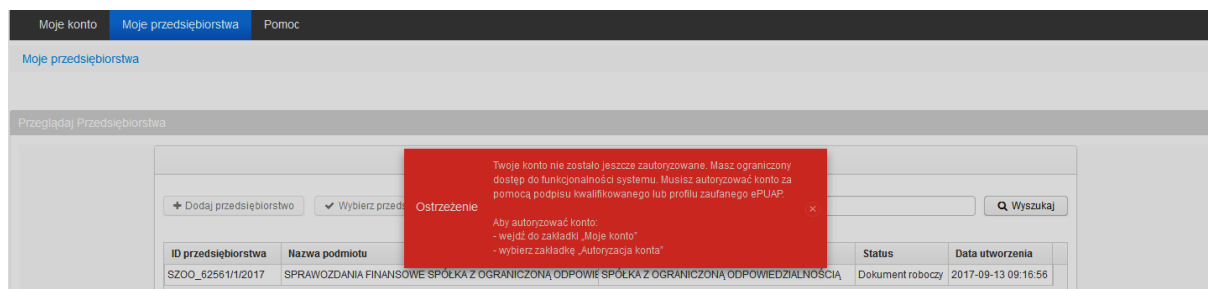 Moje konto Moje przedsiębiorstwa Pomoc
Moje przedsiębiorstwa
Przeglądaj Przedsiębiorstwa
Twoje konto nie zostało jeszcze zautoryzowane. Masz ograniczony
dostęp do funkcjonalności systemu. Musisz autoryzować konto za
pomocą podpisu kwalifikowanego lub profilu zaufanego ePUAP.
Ostrzeżenie
Aby autoryzować konto:
- wejdź do zakładki „Moje konto”
- wybierz zakładkę „Autoryzacja konta”
+ Dodaj przedsiębiorstwo Wybierz przeds Wyszukaj
ID przedsiębiorstwa Nazwa podmiotu Status Data utworzenia
SZOO_62561/1/2017 SPRAWOZDANIA FINANSOWE SPÓŁKA Z OGRANICZONĄ ODPOWIE SPÓŁKA Z OGRANICZONĄ ODPOWIEDZIALNOŚCIĄ Dokument roboczy 2017-09-13 09:16:56